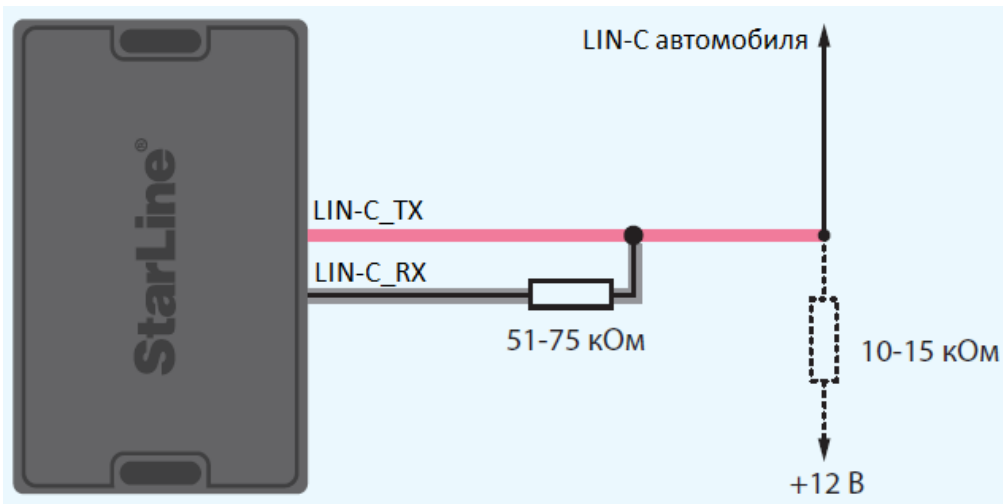 LIN-C автомобиля
StarLine®
LIN-C_TX
LIN-C_RX
51-75 кОм
10-15 кОм
+12 В